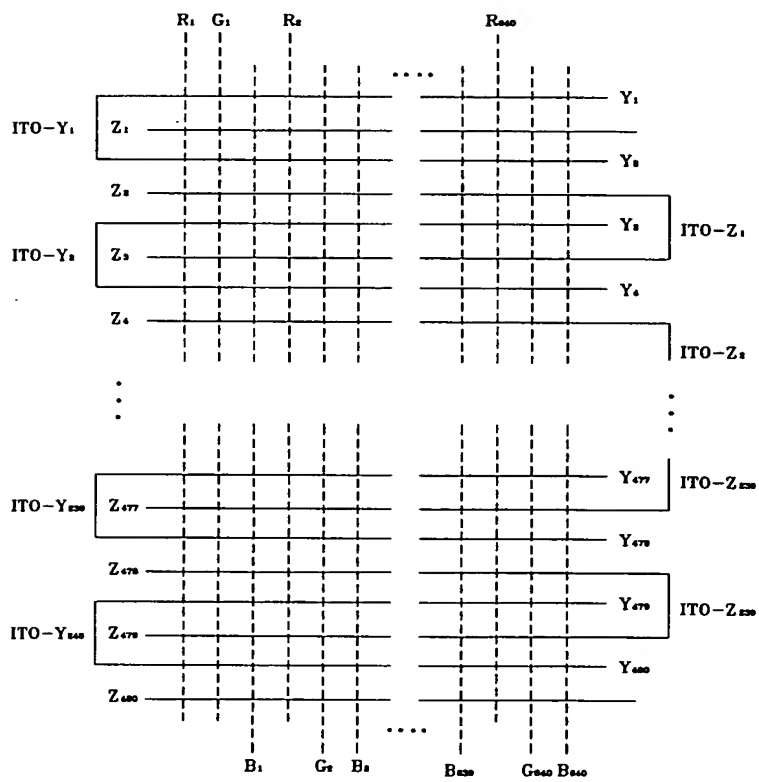 R₁ G₁ R₂ R₆₄₀
Y₁
ITO-Y₁ Z₁
Y₂
Z₂
Y₃ ITO-Z₁
ITO-Y₂ Z₃
Y₄
Z₄
ITO-Z₂
Y₄₇₇ ITO-Z₂₃₈
ITO-Y₂₃₉ Z₄₇₇
Y₄₇₈
Z₄₇₈
Y₄₇₉ ITO-Z₂₃₉
ITO-Y₂₄₀ Z₄₇₉
Y₄₈₀
Z₄₈₀
B₁ G₂ B₂ B₆₃₉ G₆₄₀ B₆₄₀